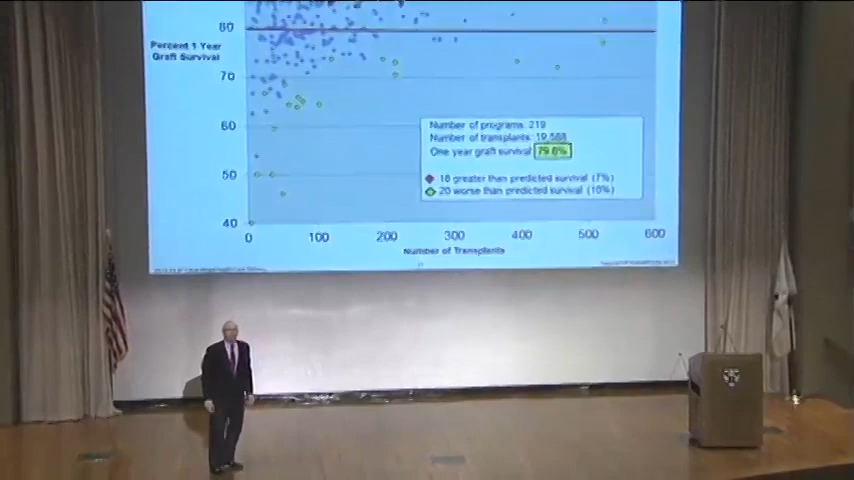 80
Percent 1 Year
Graft Survival
70
60
50
40
Number of programs: 219
Number of transplants: 19,588
One year graft survival 79.6%
16 greater than predicted survival (7%)
20 worse than predicted survival (10%)
0
100
200
300
400
500
600
Number of Transplants